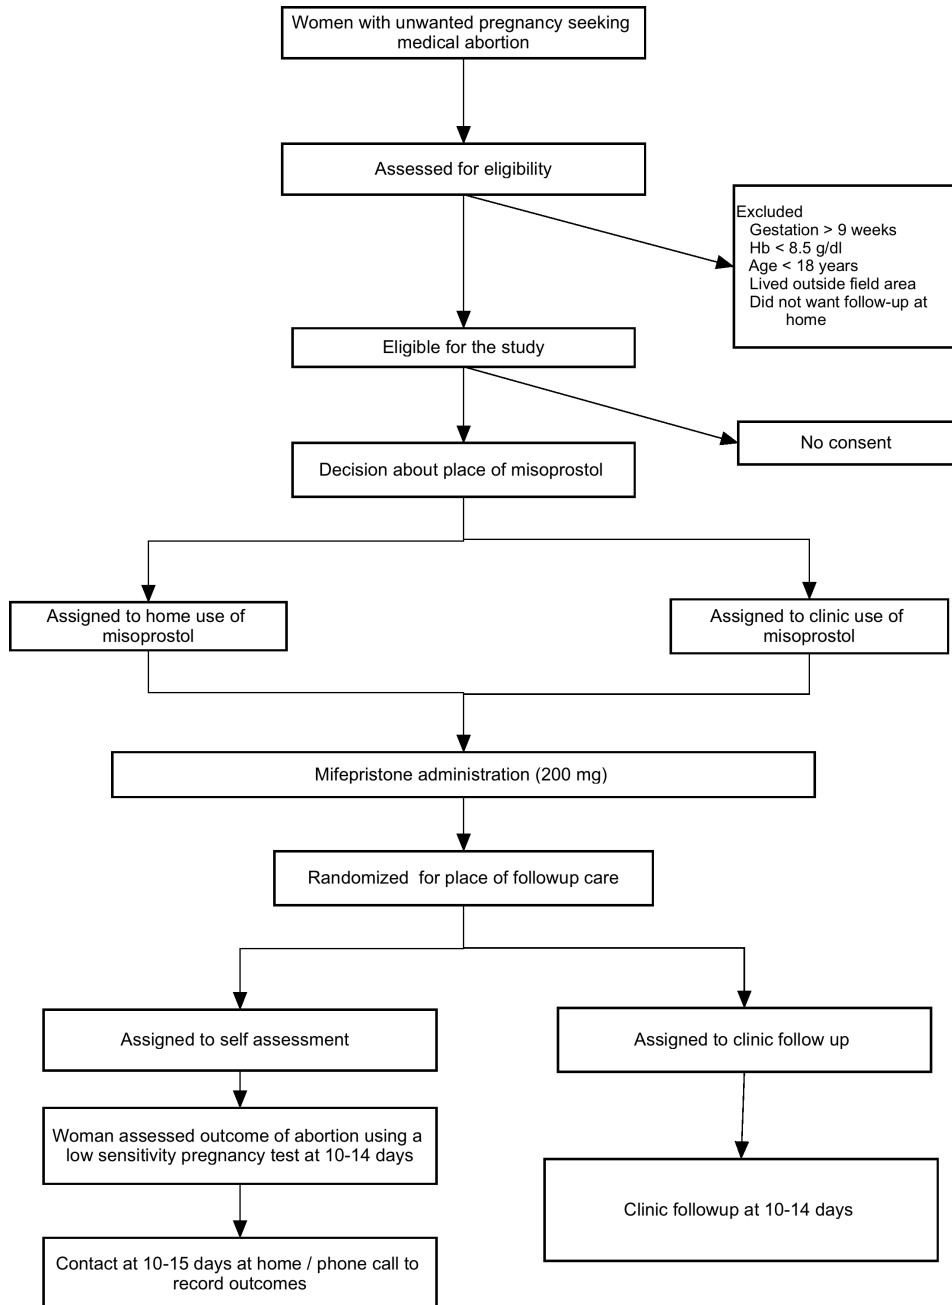 Women with unwanted pregnancy seeking
medical abortion
Assessed for eligibility
Excluded
Gestation > 9 weeks
Hb < 8.5 g/dl
Age < 18 years
Lived outside field area
Did not want follow-up at
home
Eligible for the study
No consent
Decision about place of misoprostol
Assigned to home use of
misoprostol
Assigned to clinic use of
misoprostol
Mifepristone administration (200 mg)
Randomized for place of followup care
Assigned to self assessment
Assigned to clinic follow up
Woman assessed outcome of abortion using a
low sensitivity pregnancy test at 10-14 days
Clinic followup at 10-14 days
Contact at 10-15 days at home / phone call to
record outcomes